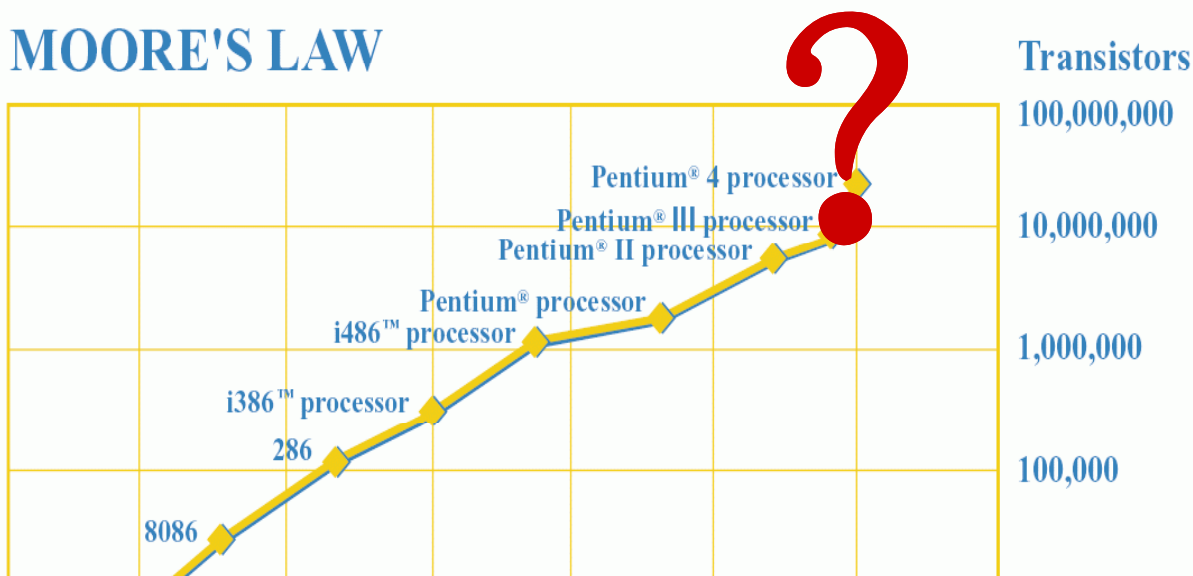 MOORE'S LAW
?
Transistors
100,000,000
Pentium® 4 processor
Pentium® III processor
10,000,000
Pentium® II processor
Pentium® processor
i486™ processor
1,000,000
i386™ processor
286
100,000
8086